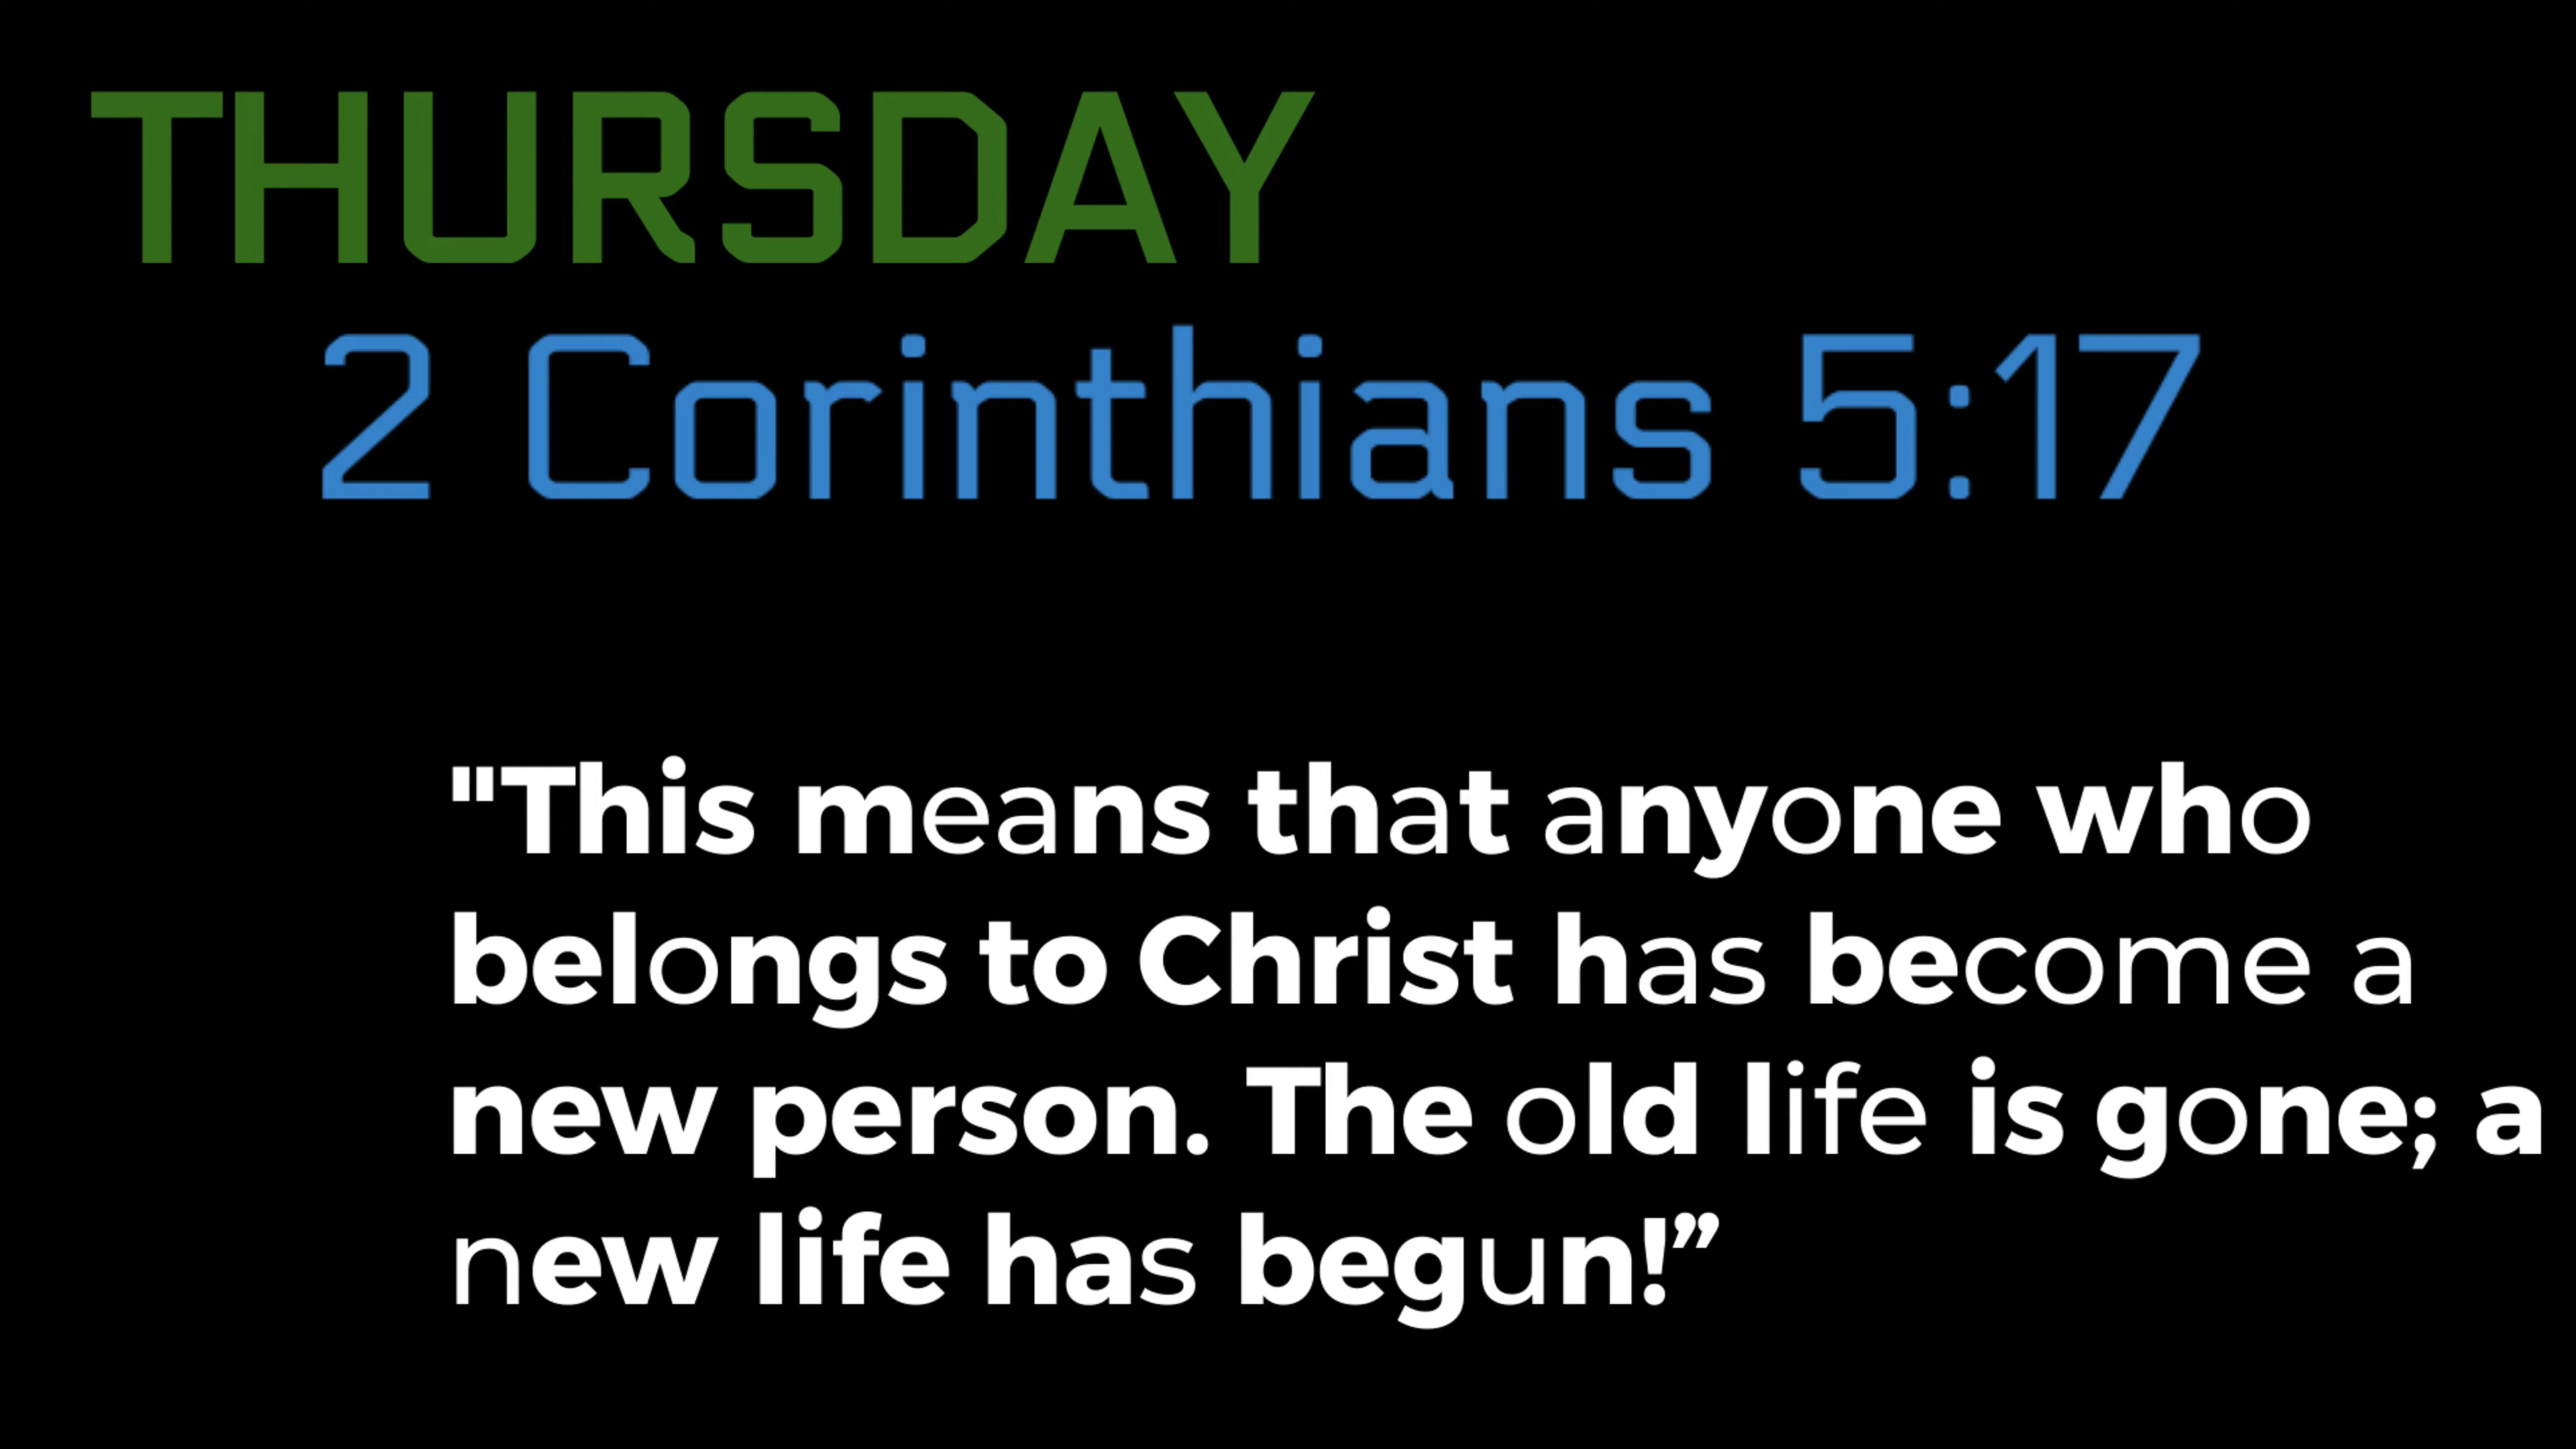 THURSDAY
2 Corinthians 5:17
"This means that anyone who
belongs to Christ has become a
new person. The old life is gone; a
new life has begun!”